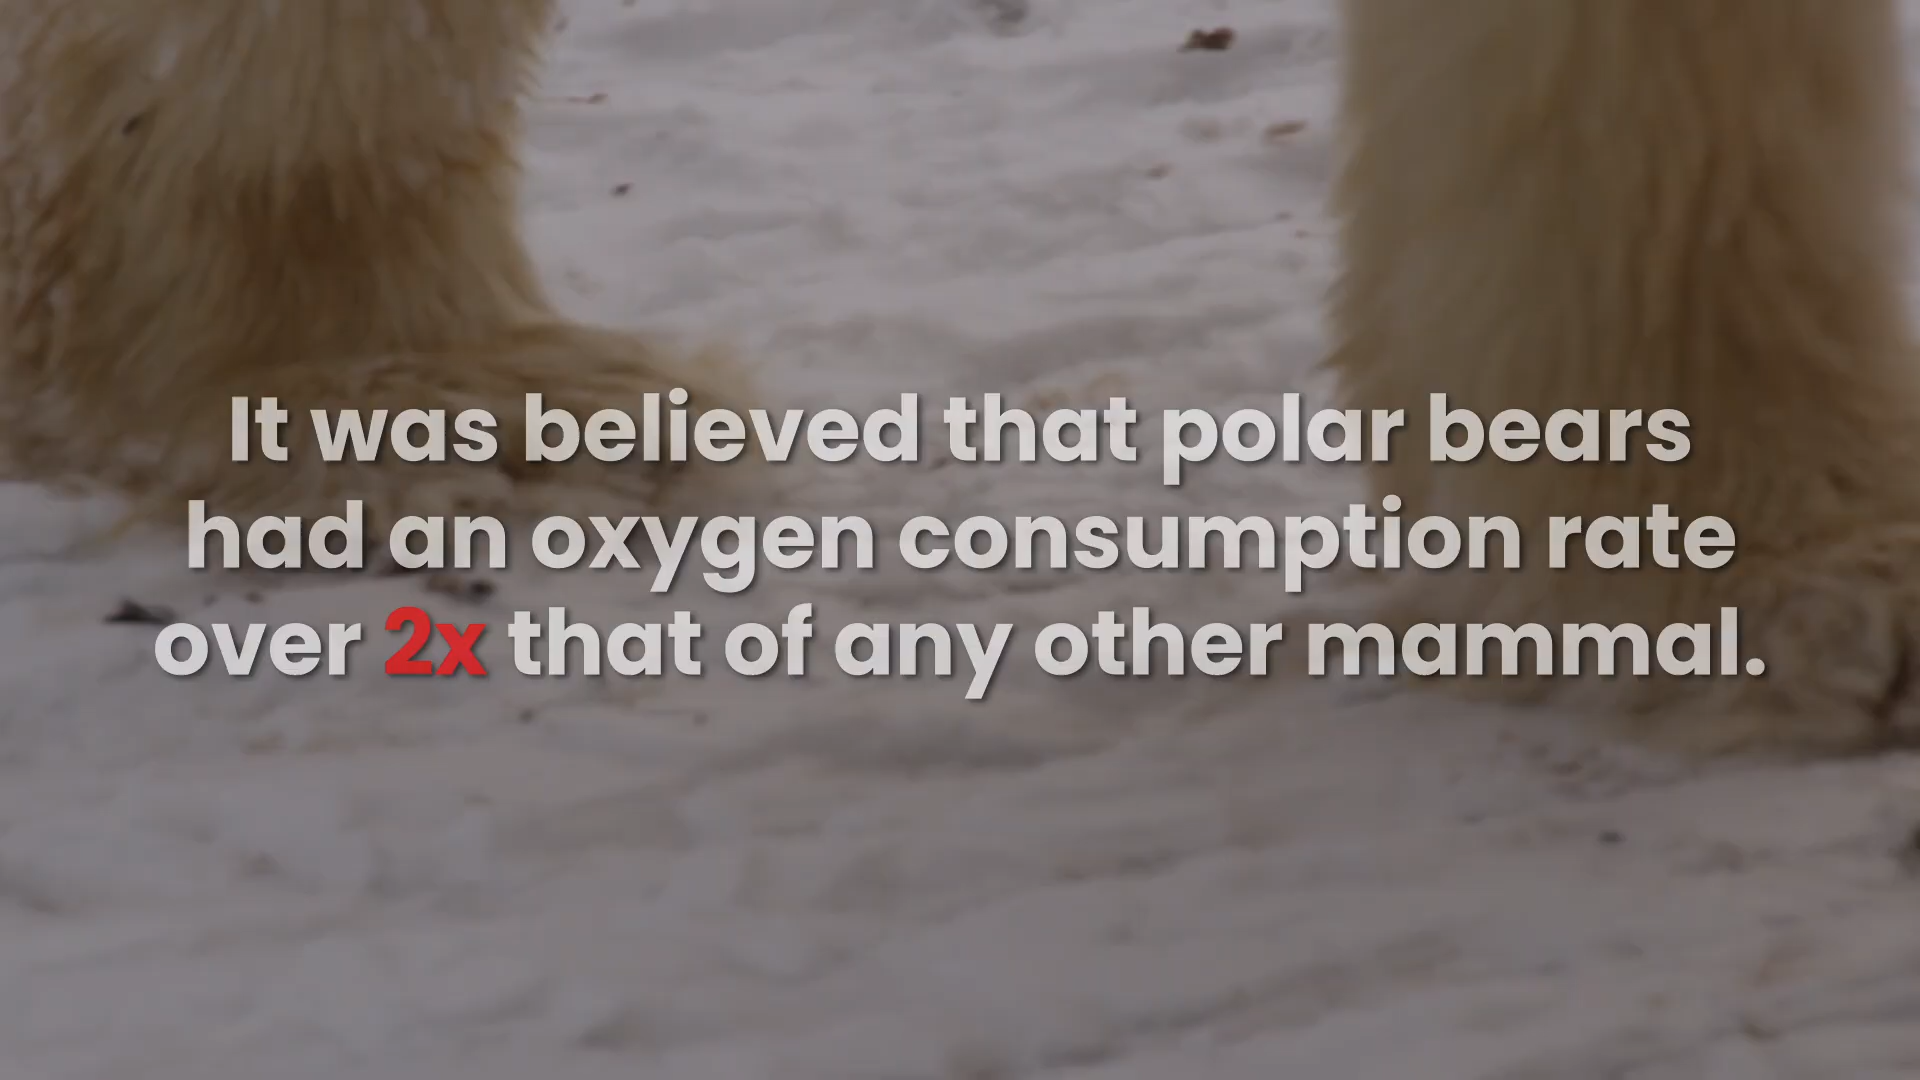 It was believed that polar bears
had an oxygen consumption rate
over 2x that of any other mammal.